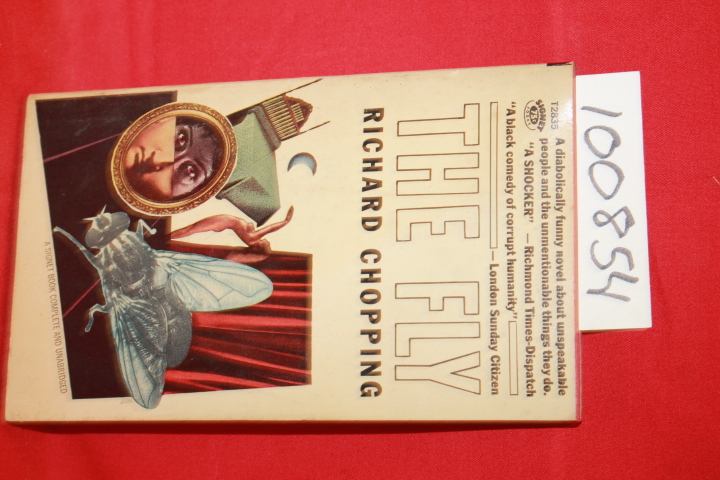 T2835
SIGNET
A diabolically funny novel about unspeakable
people and the unmentionable things they do.
"A SHOCKER" — Richmond Times-Dispatch
"A black comedy of corrupt humanity"
— London Sunday Citizen
THE FLY
RICHARD CHOPPING
A SIGNET BOOK COMPLETE AND UNABRIDGED
100854